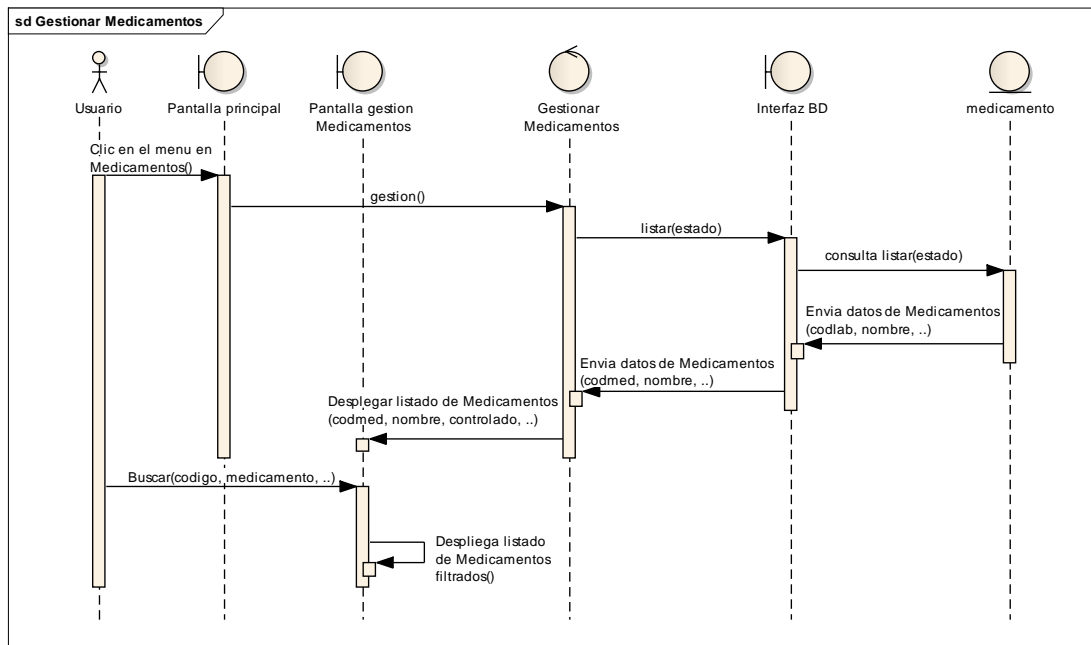 sd Gestionar Medicamentos
Usuario
Pantalla principal
Pantalla gestion
Medicamentos
Gestionar
Medicamentos
Interfaz BD
medicamento
Clic en el menu en
Medicamentos()
gestion()
listar(estado)
consulta listar(estado)
Envia datos de Medicamentos
(codlab, nombre, ..)
Envia datos de Medicamentos
(codmed, nombre, ..)
Desplegar listado de Medicamentos
(codmed, nombre, controlado, ..)
Buscar(codigo, medicamento, ..)
Despliega listado
de Medicamentos
filtrados()